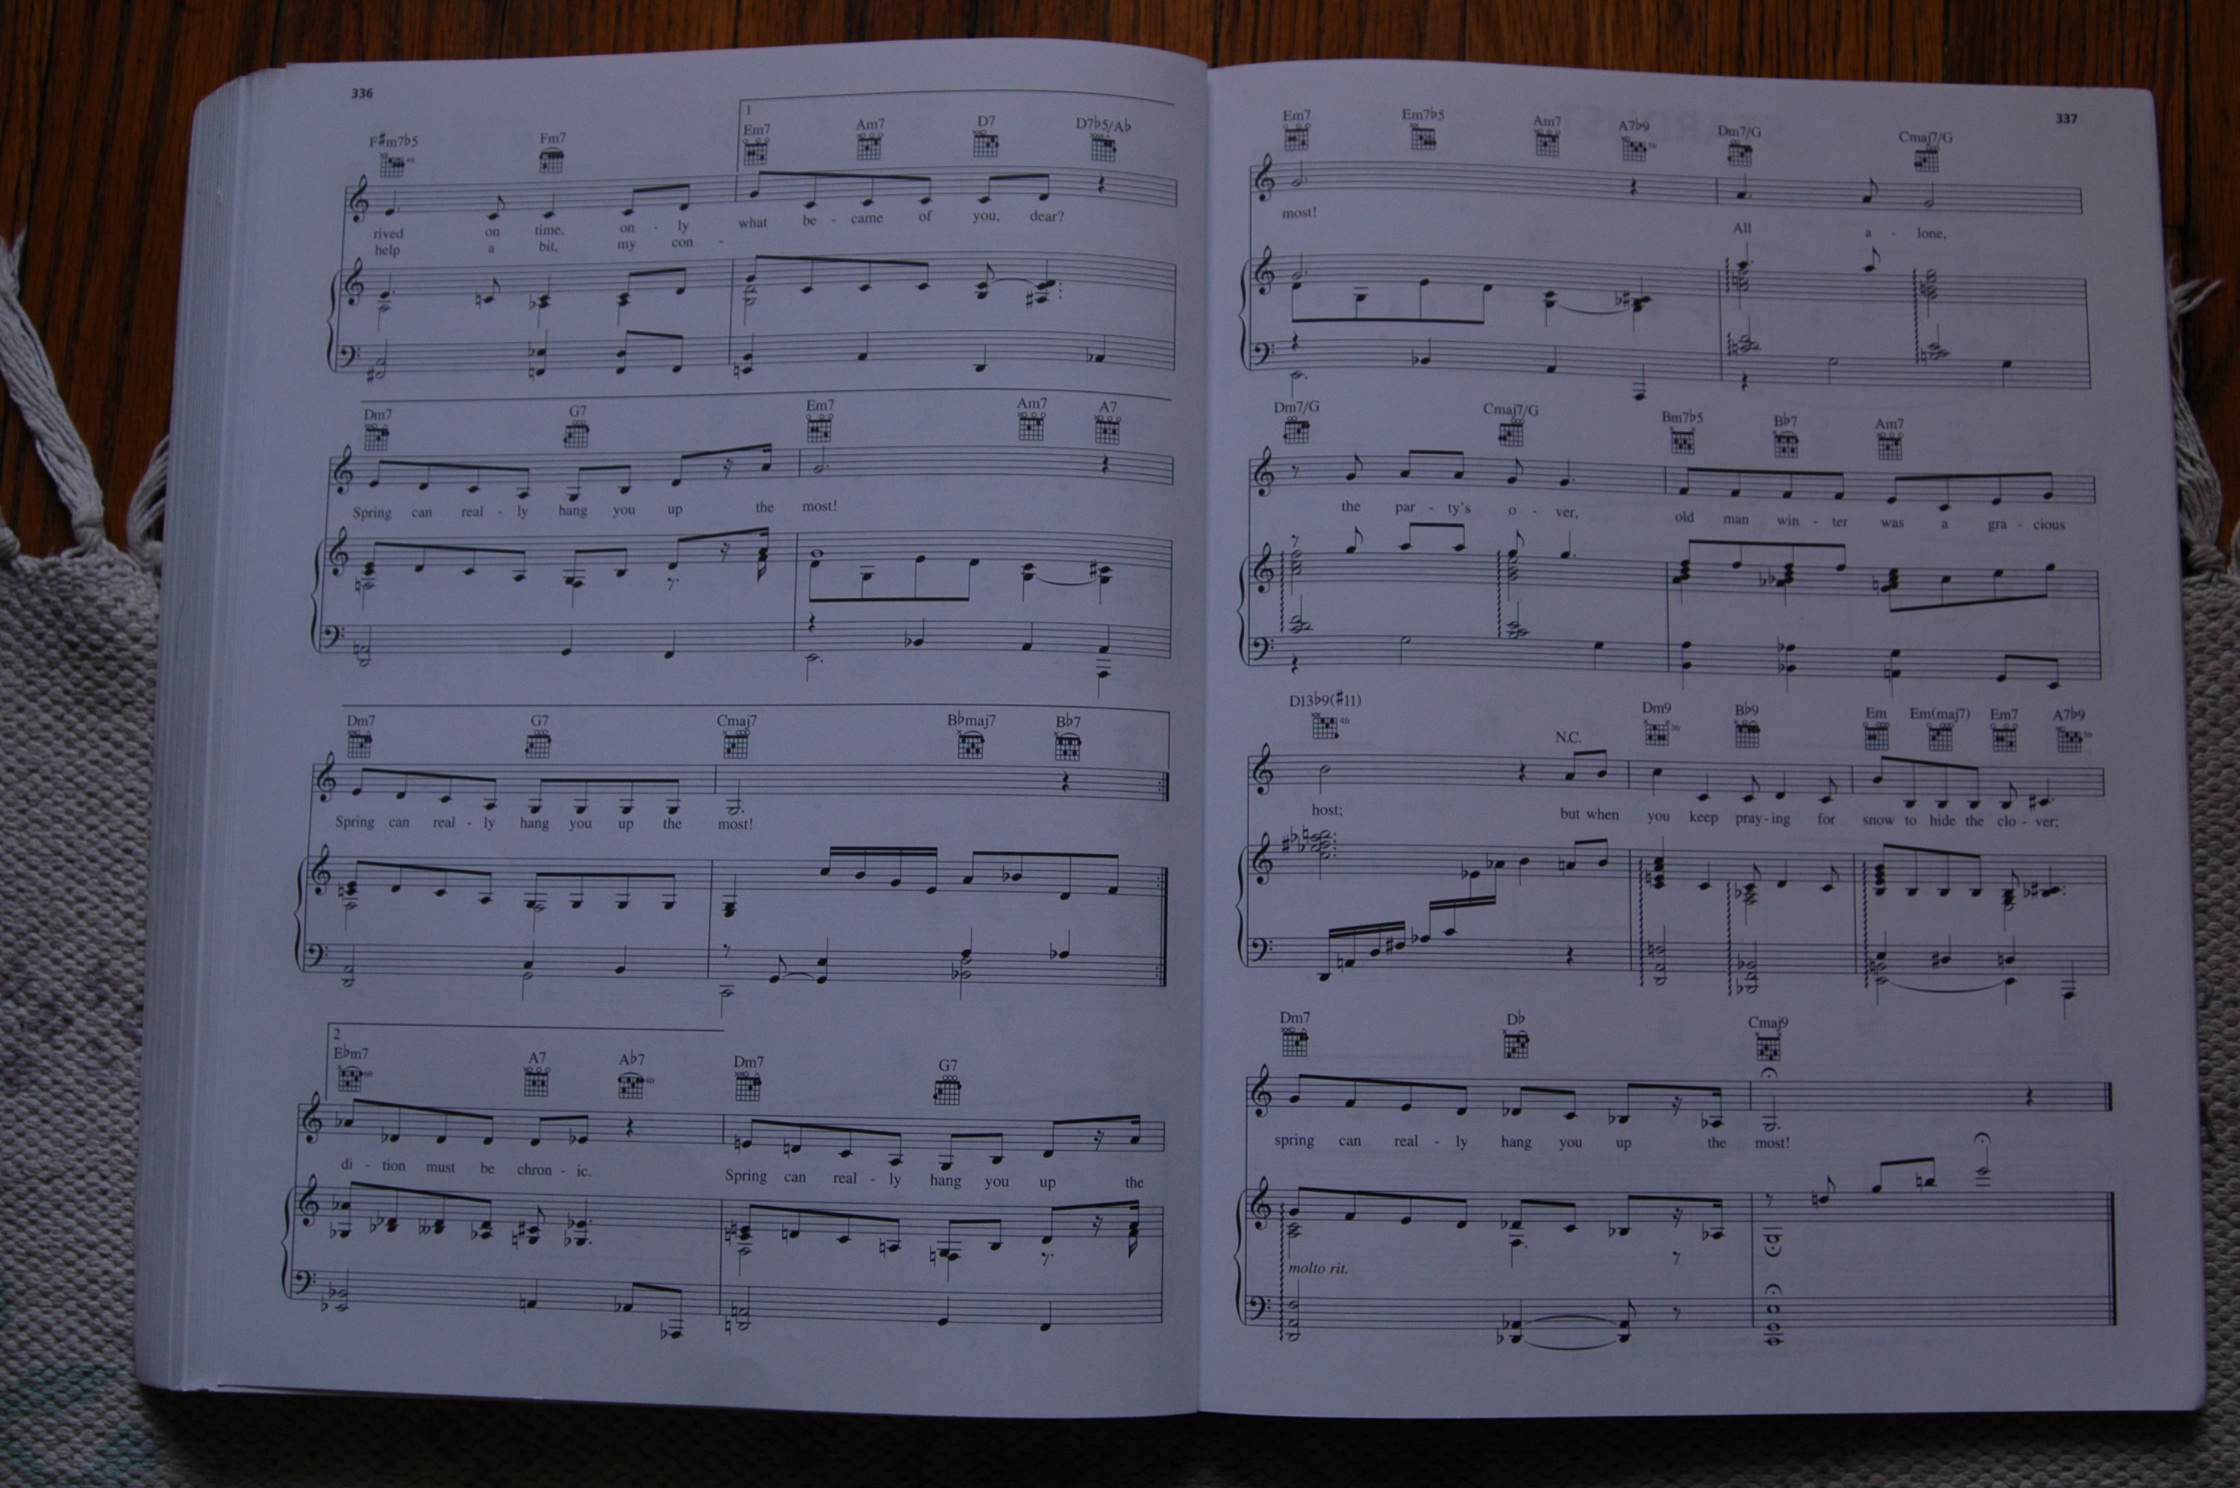 336
1
F♯m7♭5 Fm7 Em7 Am7 D7 D7♭5/A♭
rived on time, on - ly what be - came of you, dear?
help a bit, my con -
Dm7 G7 Em7 Am7 A7
Spring can real - ly hang you up the most!
Dm7 G7 Cmaj7 B♭maj7 B♭7
Spring can real - ly hang you up the most!
2
E♭m7 A7 A♭7 Dm7 G7
di - tion must be chron - ic. Spring can real - ly hang you up the
337
Em7 Em7♭5 Am7 A7♭9 Dm7/G Cmaj7/G
most! All a - lone,
Dm7/G Cmaj7/G Bm7♭5 B♭7 Am7
the par - ty's o - ver, old man win - ter was a gra - cious
D13♭9(♯11) N.C. Dm9 B♭9 Em Em(maj7) Em7 A7♭9
host; but when you keep pray - ing for snow to hide the clo - ver;
Dm7 D♭ Cmaj9
spring can real - ly hang you up the most!
molto rit.